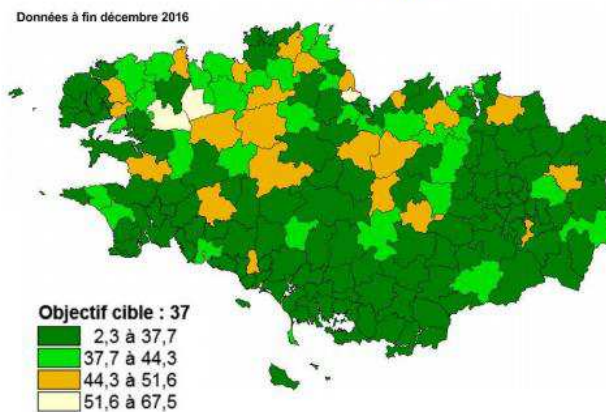 Données à fin décembre 2016
Objectif cible : 37
2,3 à 37,7
37,7 à 44,3
44,3 à 51,6
51,6 à 67,5